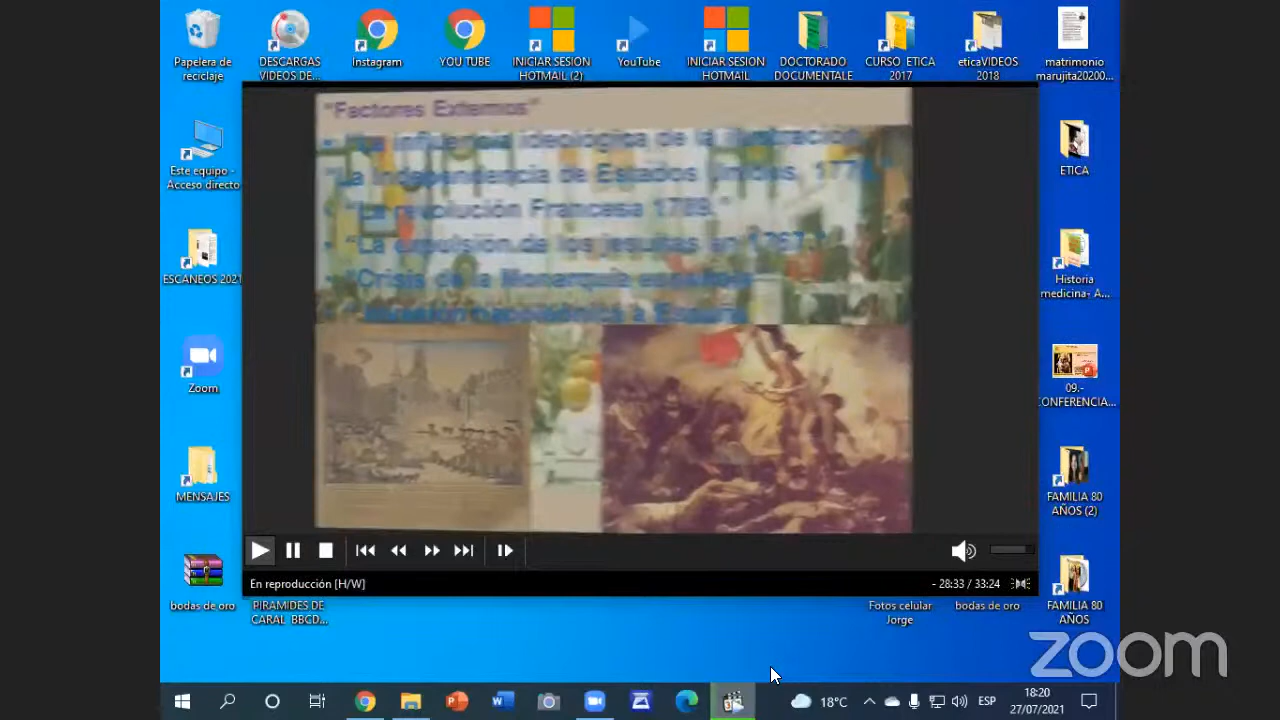 Papelera de
reciclaje
DESCARGAS
VIDEOS DE...
Instagram
YOU TUBE
INICIAR SESION
HOTMAIL (2)
YouTube
INICIAR SESION
HOTMAIL
DOCTORADO
DOCUMENTALE
CURSO ETICA
2017
eticaVIDEOS
2018
matrimonio
marujita20200...
"Factores Externos"
• "La influencia ideológica de la Ilustración
"La Independencia de Estados Unidos,
• "La revolución Francesa 1789."
• "La expulsión de los jesuitas en 1767."
• "Crisis de la Monarquía
a España
Este equipo -
Acceso directo
ETICA
ESCANEOS 2021
Historia
medicina- A...
Zoom
09.-
CONFERENCIA...
MENSAJES
FAMILIA 80
AÑOS (2)
En reproducción [H/W]
- 28:33 / 33:24
bodas de oro
PIRAMIDES DE
CARAL BBCD...
Fotos celular
Jorge
bodas de oro
FAMILIA 80
AÑOS
zoom
18°C
ESP
18:20
27/07/2021